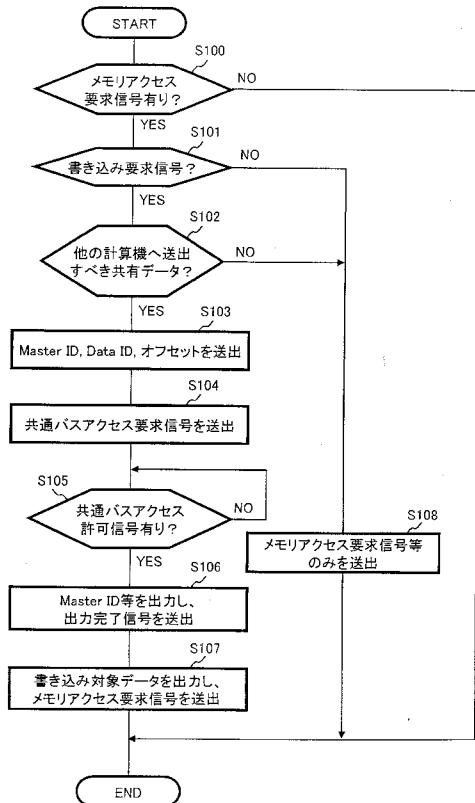 START
S100
メモリアクセス
要求信号有り?
NO
YES
S101
書き込み要求信号?
NO
YES
S102
他の計算機へ送出
すべき共有データ?
NO
YES
S103
Master ID, Data ID, オフセットを送出
S104
共通バスアクセス要求信号を送出
S105
共通バスアクセス
許可信号有り?
NO
YES
S108
メモリアクセス要求信号等
のみを送出
S106
Master ID等を出力し、
出力完了信号を送出
S107
書き込み対象データを出力し、
メモリアクセス要求信号を送出
END